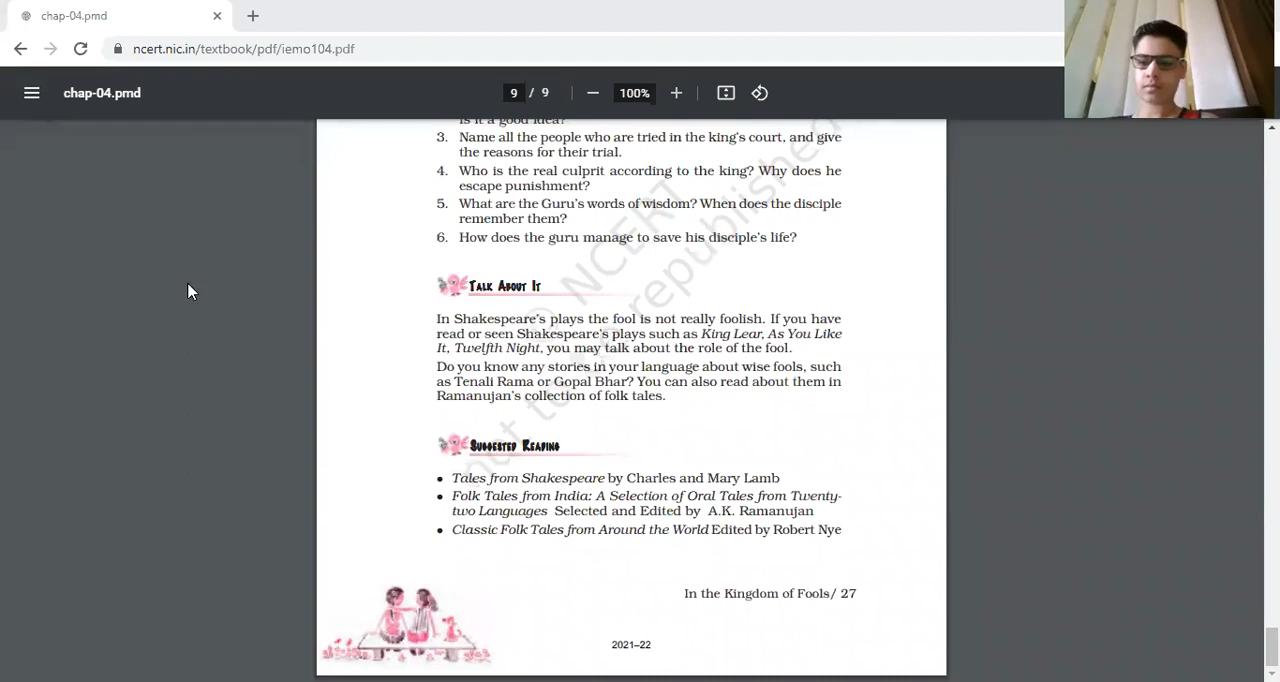 chap-04.pmd
ncert.nic.in/textbook/pdf/iemo104.pdf
chap-04.pmd
9 / 9
100%
is it a good idea?
3. Name all the people who are tried in the king's court, and give
the reasons for their trial.
4. Who is the real culprit according to the king? Why does he
escape punishment?
5. What are the Guru's words of wisdom? When does the disciple
remember them?
6. How does the guru manage to save his disciple's life?
TALK ABOUT IT
In Shakespeare's plays the fool is not really foolish. If you have
read or seen Shakespeare's plays such as King Lear, As You Like
It, Twelfth Night, you may talk about the role of the fool.
Do you know any stories in your language about wise fools, such
as Tenali Rama or Gopal Bhar? You can also read about them in
Ramanujan's collection of folk tales.
SUGGESTED READING
• Tales from Shakespeare by Charles and Mary Lamb
• Folk Tales from India: A Selection of Oral Tales from Twenty-
two Languages Selected and Edited by A.K. Ramanujan
• Classic Folk Tales from Around the World Edited by Robert Nye
In the Kingdom of Fools/ 27
2021–22
© NCERT
not to be republished